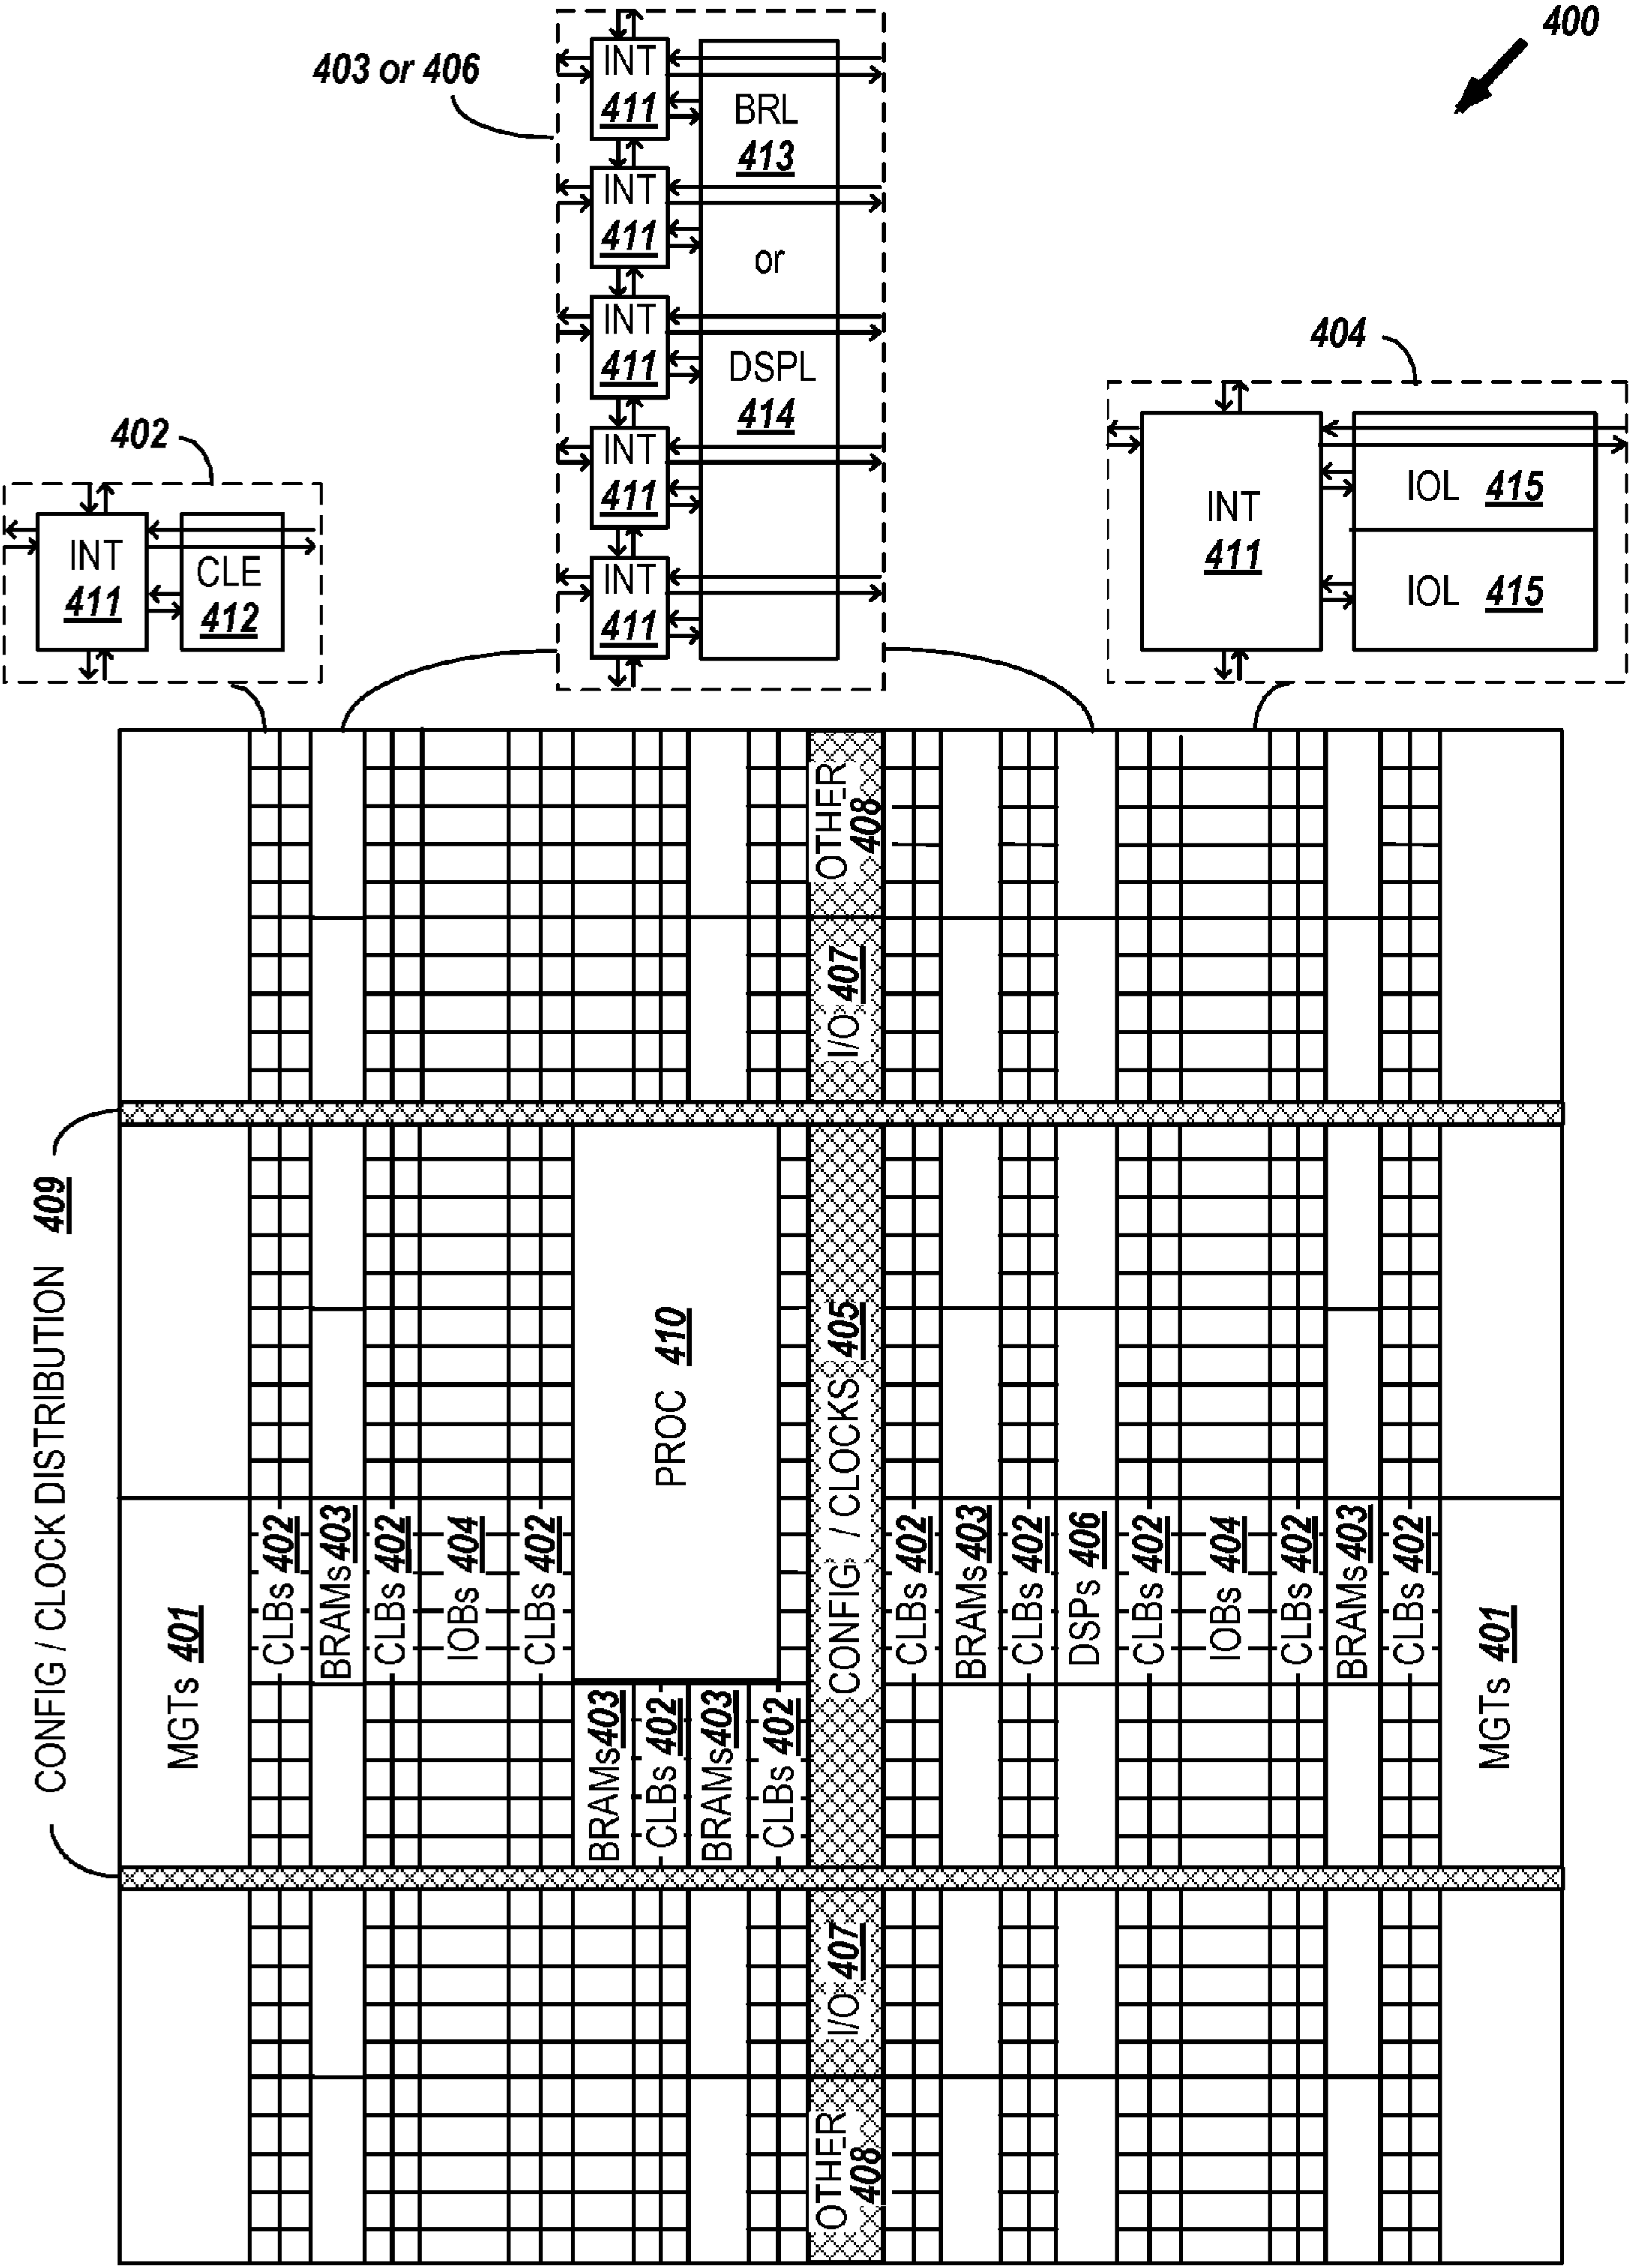 400
403 or 406
INT
411
INT
411
INT
411
INT
411
INT
411
BRL
413
or
DSPL
414
404
INT
411
IOL 415
IOL 415
402
INT
411
CLE
412
OTHER
408
I/O 407
CONFIG / CLOCK DISTRIBUTION 409
PROC 410
CONFIG / CLOCKS 405
MGTs 401
CLBs 402
BRAMs 403
CLBs 402
IOBs 404
CLBs 402
BRAMs 403
CLBs 402
BRAMs 403
CLBs 402
CLBs 402
BRAMs 403
CLBs 402
DSPs 406
CLBs 402
IOBs 404
CLBs 402
BRAMs 403
CLBs 402
MGTs 401
I/O 407
OTHER
408